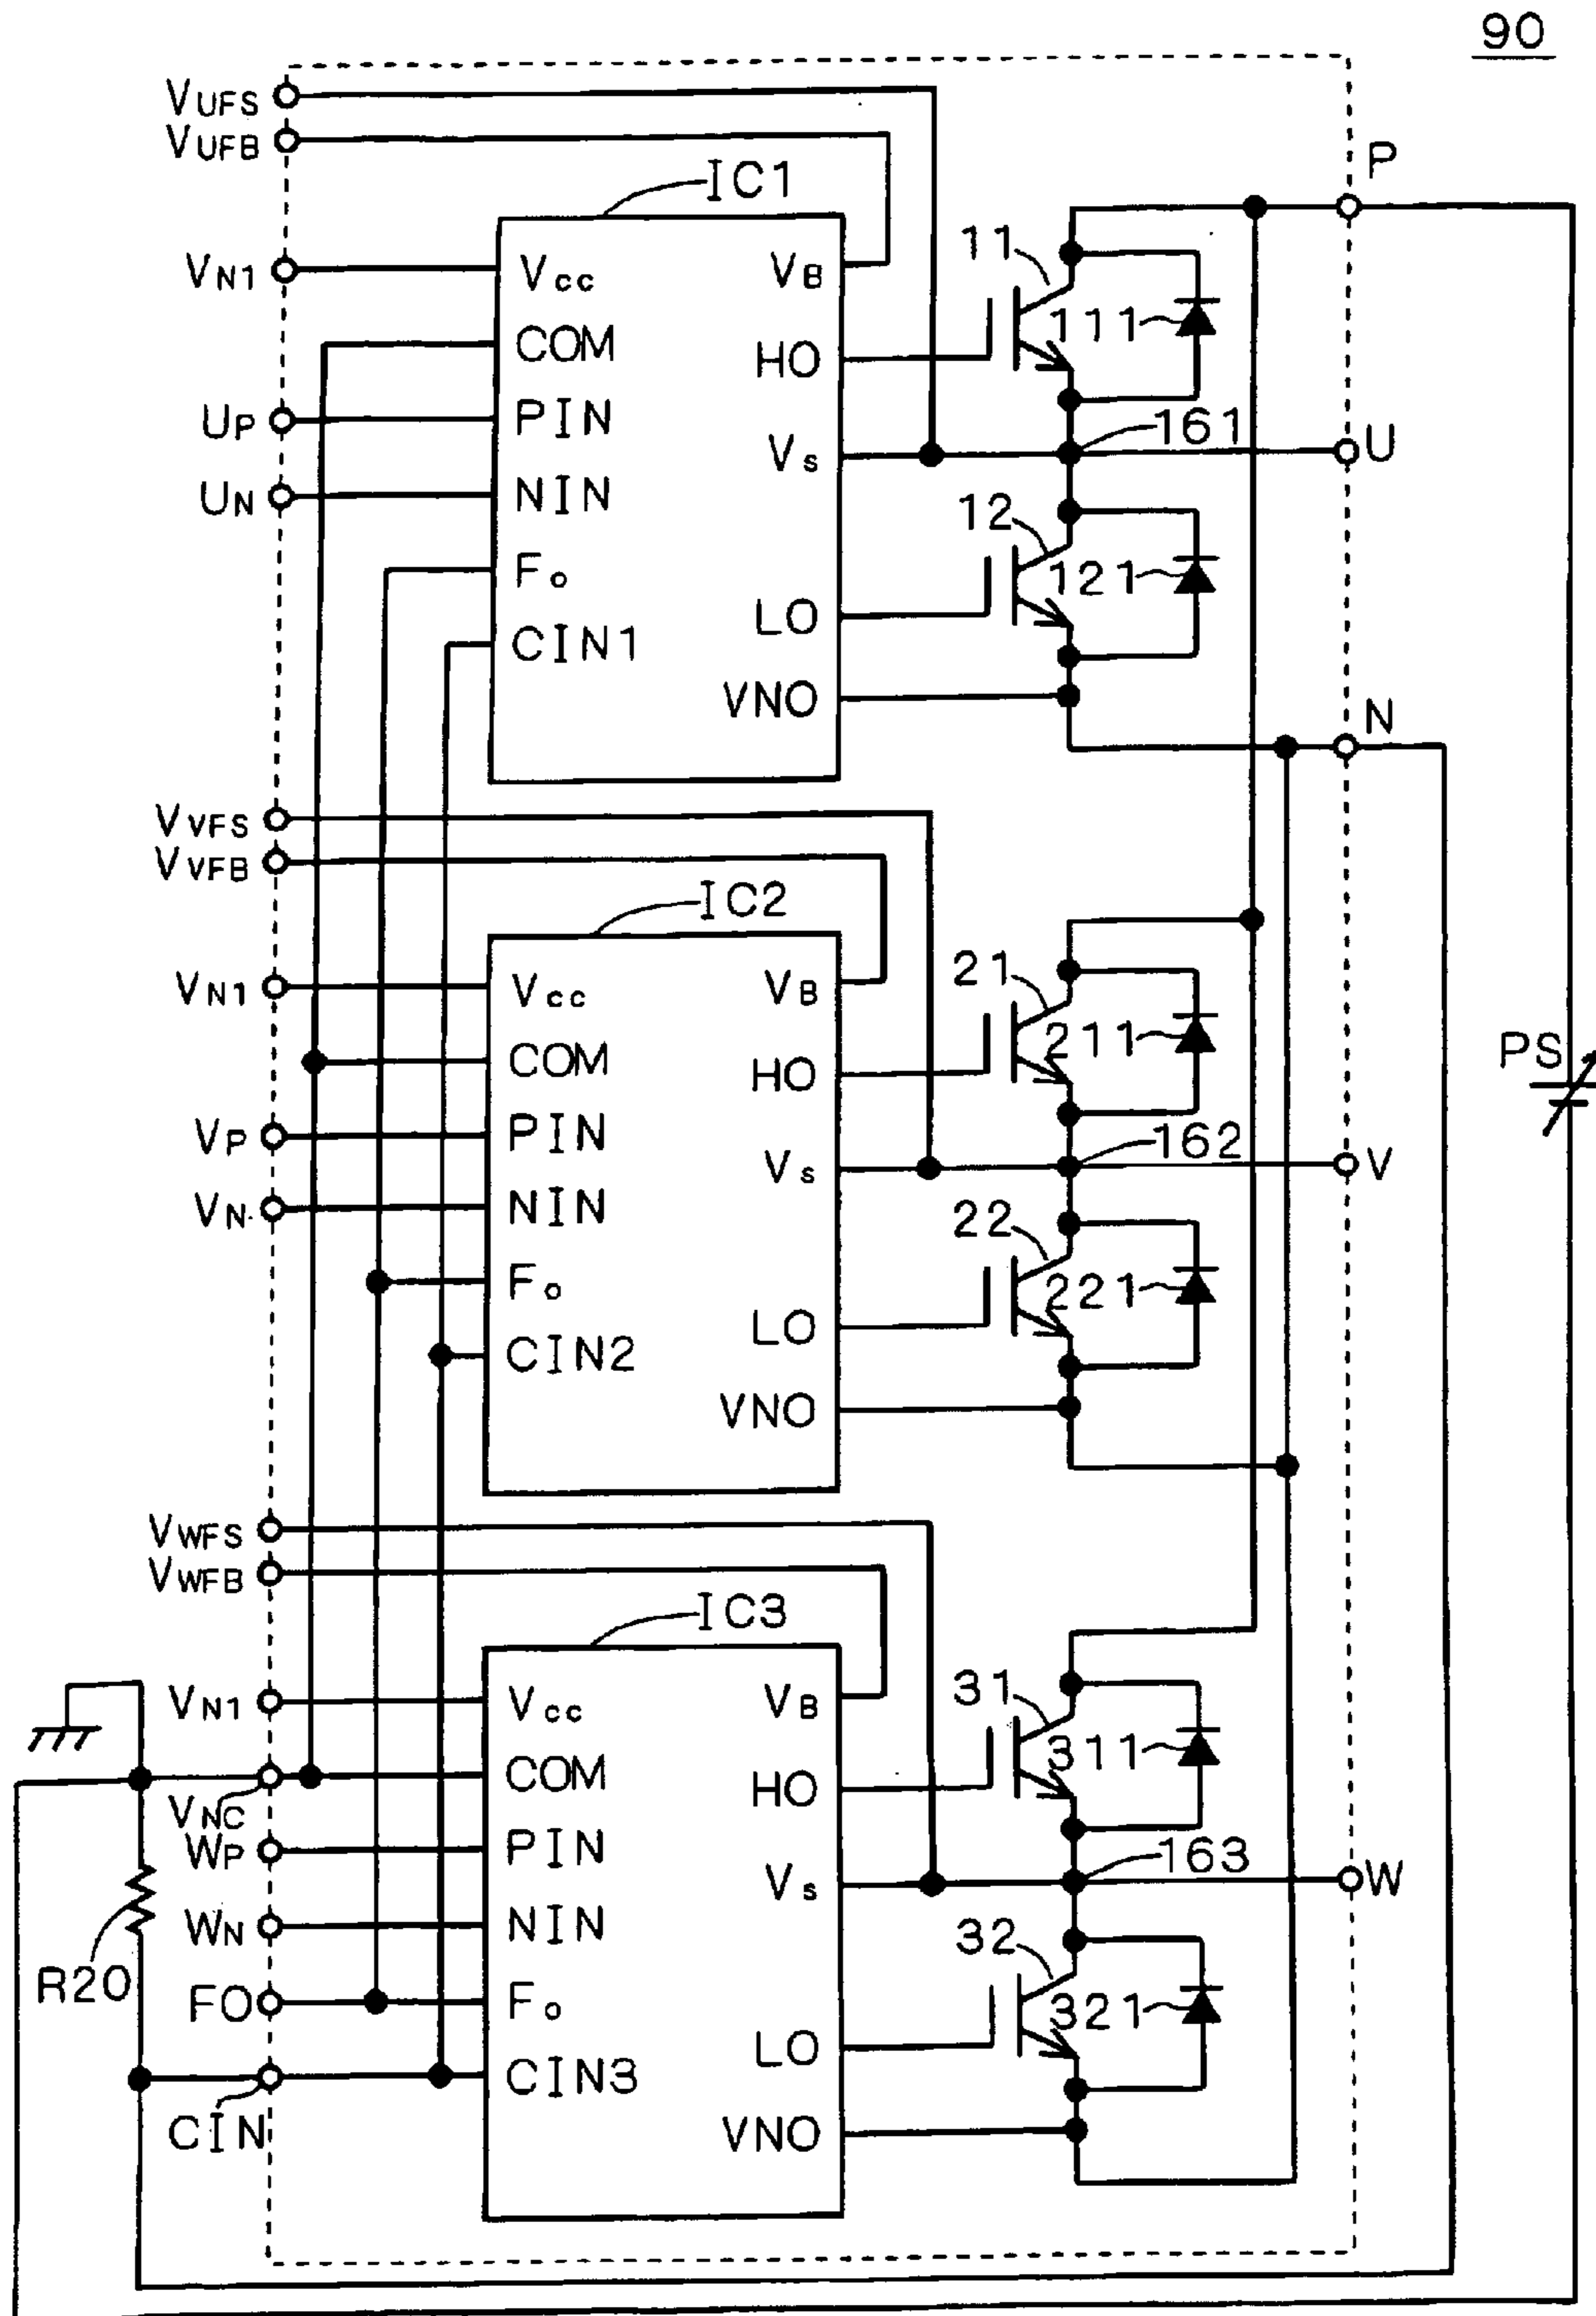 90
VUFS
VUFB
P
IC1
VN1
Vcc
VB
11
COM
111
HO
UP
PIN
161
U
Vs
UN
NIN
12
Fo
121
LO
CIN1
VNO
N
VVFS
VVFB
IC2
VN1
Vcc
VB
21
COM
211
HO
PS
VP
PIN
162
V
Vs
VN
NIN
22
Fo
221
LO
CIN2
VNO
VWFS
VWFB
IC3
VN1
Vcc
VB
31
COM
311
HO
VNC
WP
PIN
163
W
Vs
WN
NIN
32
R20
FO
Fo
321
LO
CIN3
CIN
VNO